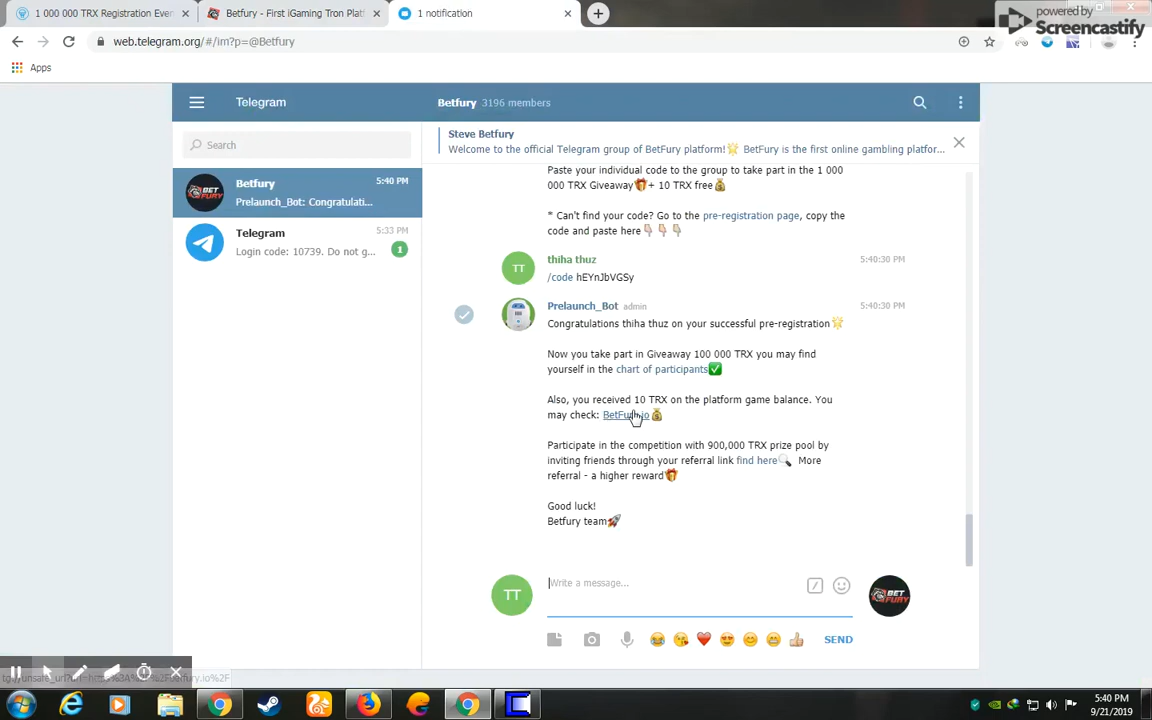 1 000 000 TRX Registration Even
Betfury - First iGaming Tron Plat
1 notification
powered by
Screencastify
web.telegram.org/#/im?p=@Betfury
Apps
Telegram
Betfury 3196 members
Search
Steve Betfury
Welcome to the official Telegram group of BetFury platform!🌟 BetFury is the first online gambling platfor...
Betfury 5:40 PM
Prelaunch_Bot: Congratulati...
Telegram 5:33 PM
Login code: 10739. Do not g... 1
Paste your individual code to the group to take part in the 1 000
000 TRX Giveaway🎁+ 10 TRX free💰
* Can't find your code? Go to the pre-registration page, copy the
code and paste here👇🏻👇🏻👇🏻
TT
thiha thuz 5:40:30 PM
/code hEYnJbVGSy
Prelaunch_Bot admin 5:40:30 PM
Congratulations thiha thuz on your successful pre-registration🌟
Now you take part in Giveaway 100 000 TRX you may find
yourself in the chart of participants✅
Also, you received 10 TRX on the platform game balance. You
may check: BetFury.io💰
Participate in the competition with 900,000 TRX prize pool by
inviting friends through your referral link find here🔍 More
referral - a higher reward🎁
Good luck!
Betfury team🚀
TT
Write a message...
BET
FURY
SEND
5:40 PM
9/21/2019